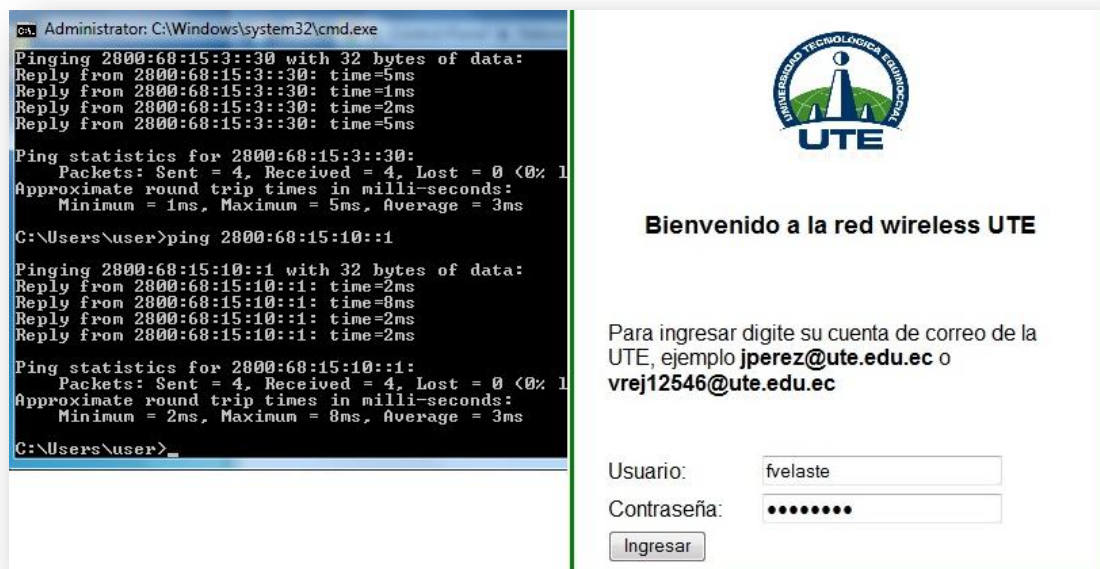 Administrator: C:\Windows\system32\cmd.exe
Pinging 2800:68:15:3::30 with 32 bytes of data:
Reply from 2800:68:15:3::30: time=5ms
Reply from 2800:68:15:3::30: time=1ms
Reply from 2800:68:15:3::30: time=2ms
Reply from 2800:68:15:3::30: time=5ms
Ping statistics for 2800:68:15:3::30:
Packets: Sent = 4, Received = 4, Lost = 0 (0% l
Approximate round trip times in milli-seconds:
Minimum = 1ms, Maximum = 5ms, Average = 3ms
C:\Users\user>ping 2800:68:15:10::1
Pinging 2800:68:15:10::1 with 32 bytes of data:
Reply from 2800:68:15:10::1: time=2ms
Reply from 2800:68:15:10::1: time=8ms
Reply from 2800:68:15:10::1: time=2ms
Reply from 2800:68:15:10::1: time=2ms
Ping statistics for 2800:68:15:10::1:
Packets: Sent = 4, Received = 4, Lost = 0 (0% l
Approximate round trip times in milli-seconds:
Minimum = 2ms, Maximum = 8ms, Average = 3ms
C:\Users\user>_
UNIVERSIDAD TECNOLÓGICA EQUINOCCIAL
UTE
Bienvenido a la red wireless UTE
Para ingresar digite su cuenta de correo de la
UTE, ejemplo jperez@ute.edu.ec o
vrej12546@ute.edu.ec
Usuario: fvelaste
Contraseña: ••••••••
Ingresar